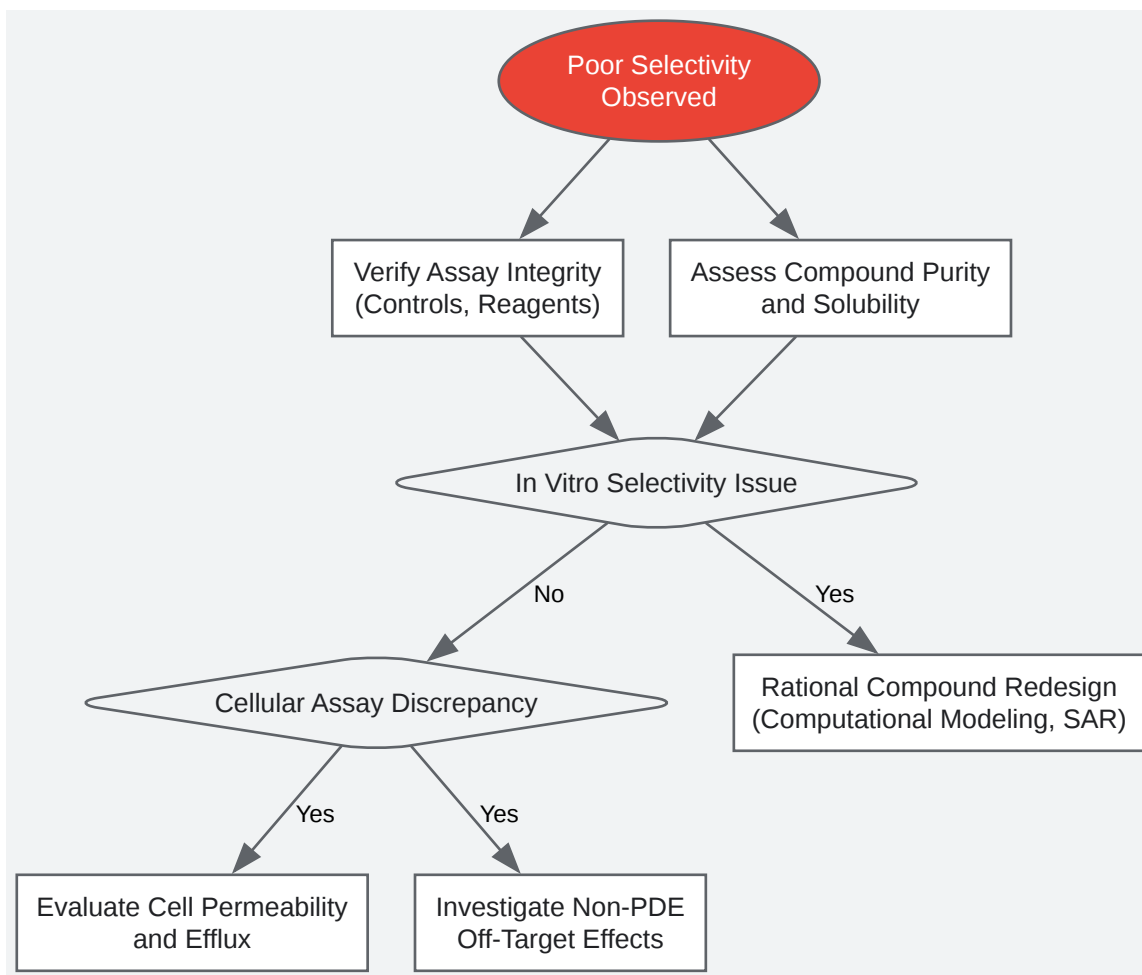 Poor Selectivity
Observed
Verify Assay Integrity
(Controls, Reagents)
Assess Compound Purity
and Solubility
In Vitro Selectivity Issue
No
Yes
Cellular Assay Discrepancy
Rational Compound Redesign
(Computational Modeling, SAR)
Yes
Yes
Evaluate Cell Permeability
and Efflux
Investigate Non-PDE
Off-Target Effects